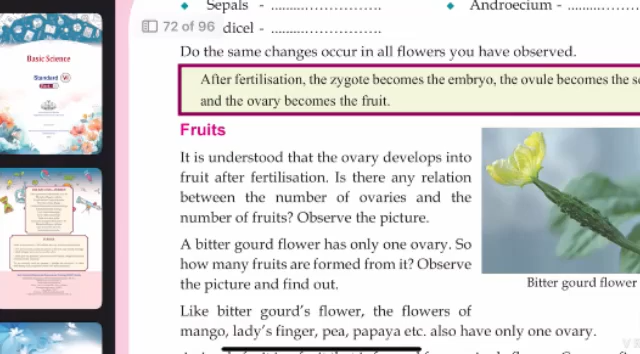 Sepals - ..............................
Androecium - ....................
72 of 96
dicel - ..............................
Do the same changes occur in all flowers you have observed.
After fertilisation, the zygote becomes the embryo, the ovule becomes the
and the ovary becomes the fruit.
Fruits
It is understood that the ovary develops into
fruit after fertilisation. Is there any relation
between the number of ovaries and the
number of fruits? Observe the picture.
A bitter gourd flower has only one ovary. So
how many fruits are formed from it? Observe
the picture and find out.
Bitter gourd flower
Like bitter gourd's flower, the flowers of
mango, lady's finger, pea, papaya etc. also have only one ovary.
Basic Science
Standard VI